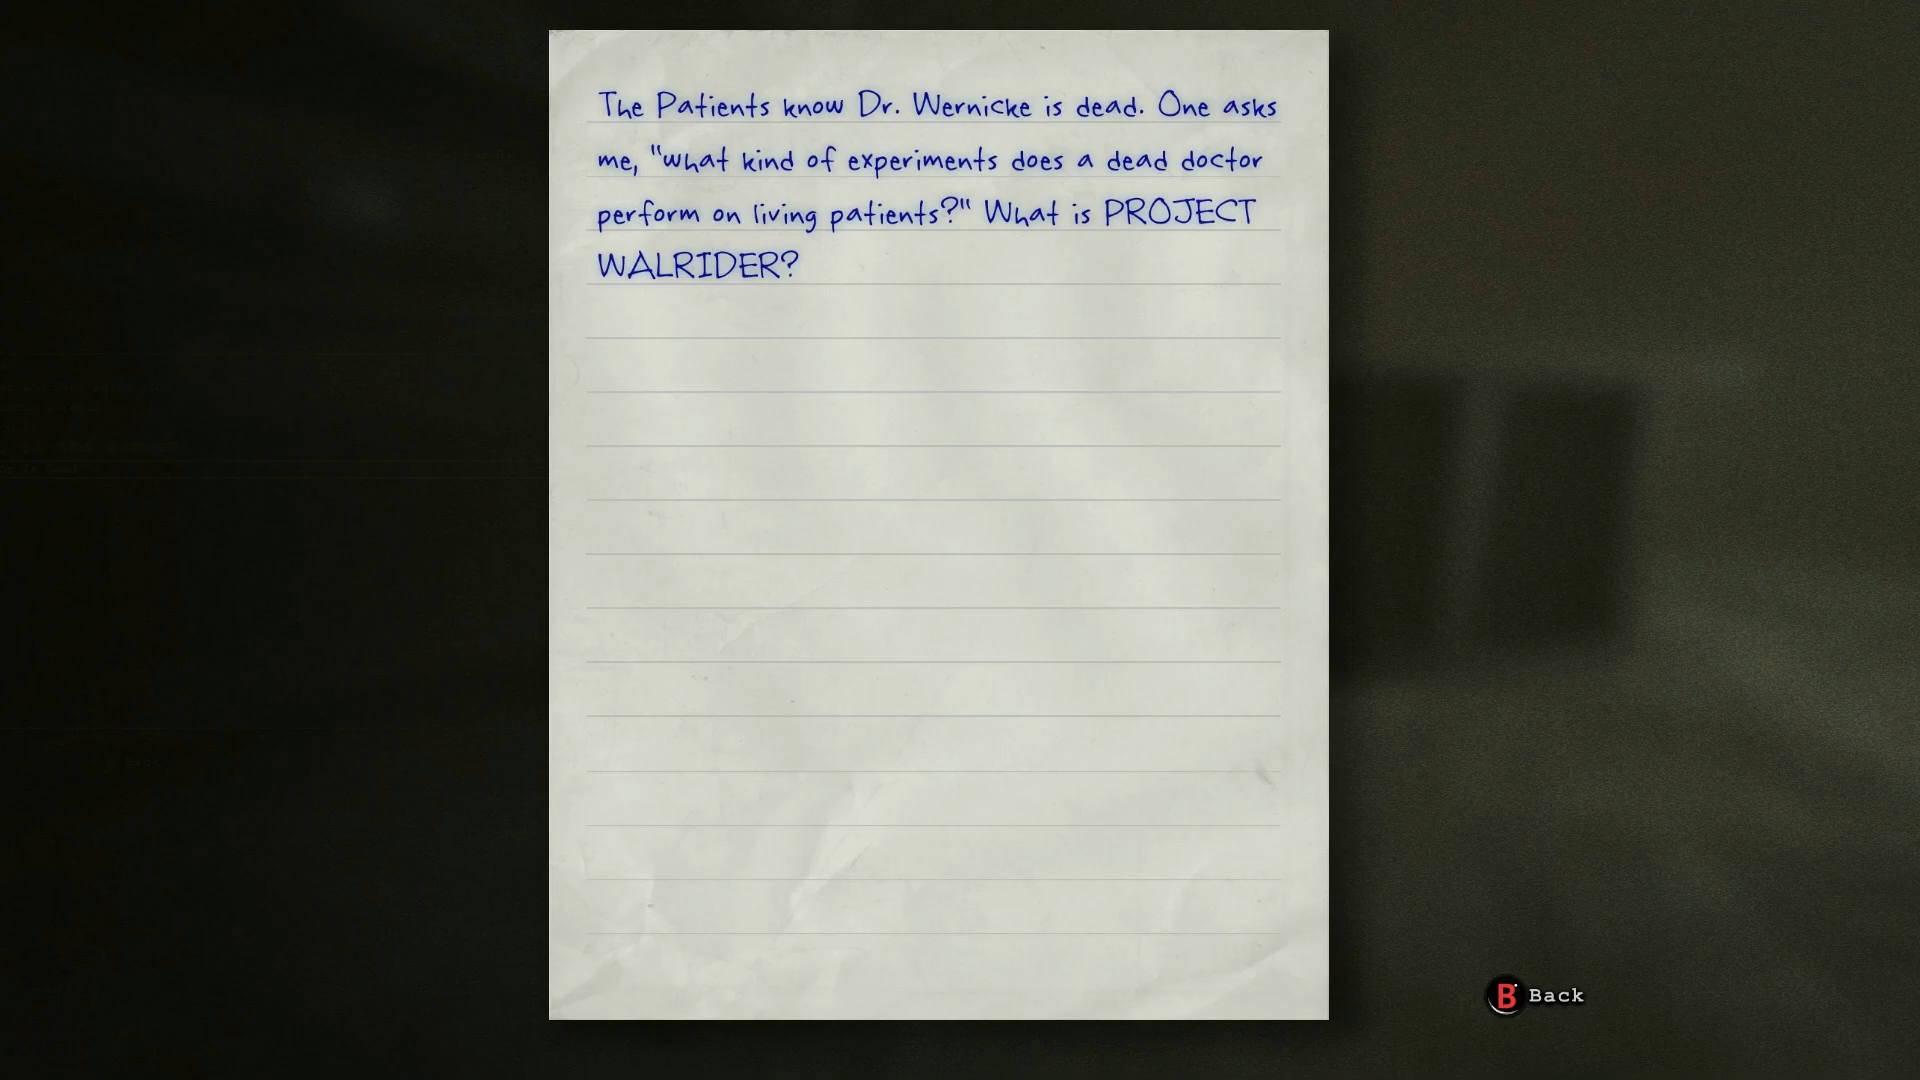 The Patients know Dr. Wernicke is dead. One asks
me, "what kind of experiments does a dead doctor
perform on living patients?" What is PROJECT
WALRIDER?
B Back